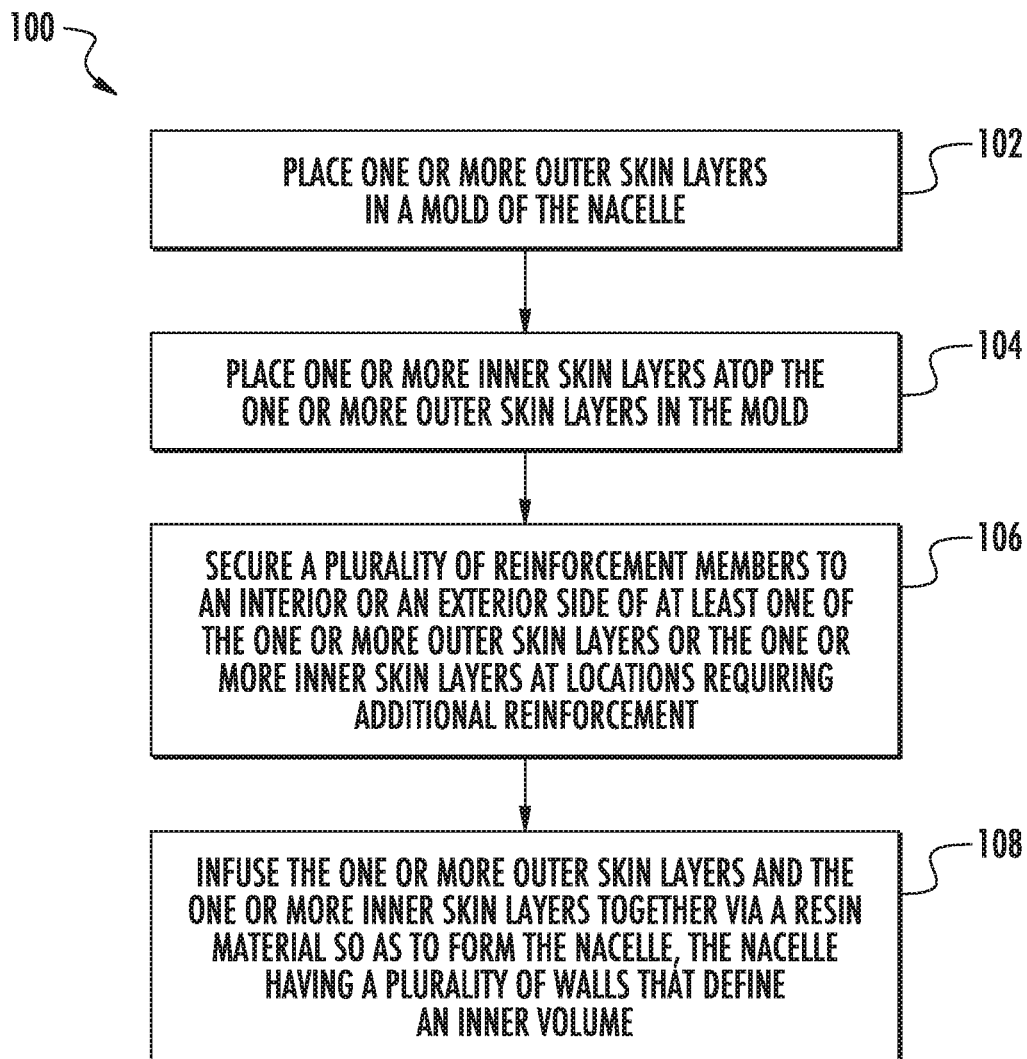 100
PLACE ONE OR MORE OUTER SKIN LAYERS
IN A MOLD OF THE NACELLE
102
PLACE ONE OR MORE INNER SKIN LAYERS ATOP THE
ONE OR MORE OUTER SKIN LAYERS IN THE MOLD
104
SECURE A PLURALITY OF REINFORCEMENT MEMBERS TO
AN INTERIOR OR AN EXTERIOR SIDE OF AT LEAST ONE OF
THE ONE OR MORE OUTER SKIN LAYERS OR THE ONE OR
MORE INNER SKIN LAYERS AT LOCATIONS REQUIRING
ADDITIONAL REINFORCEMENT
106
INFUSE THE ONE OR MORE OUTER SKIN LAYERS AND THE
ONE OR MORE INNER SKIN LAYERS TOGETHER VIA A RESIN
MATERIAL SO AS TO FORM THE NACELLE, THE NACELLE
HAVING A PLURALITY OF WALLS THAT DEFINE
AN INNER VOLUME
108